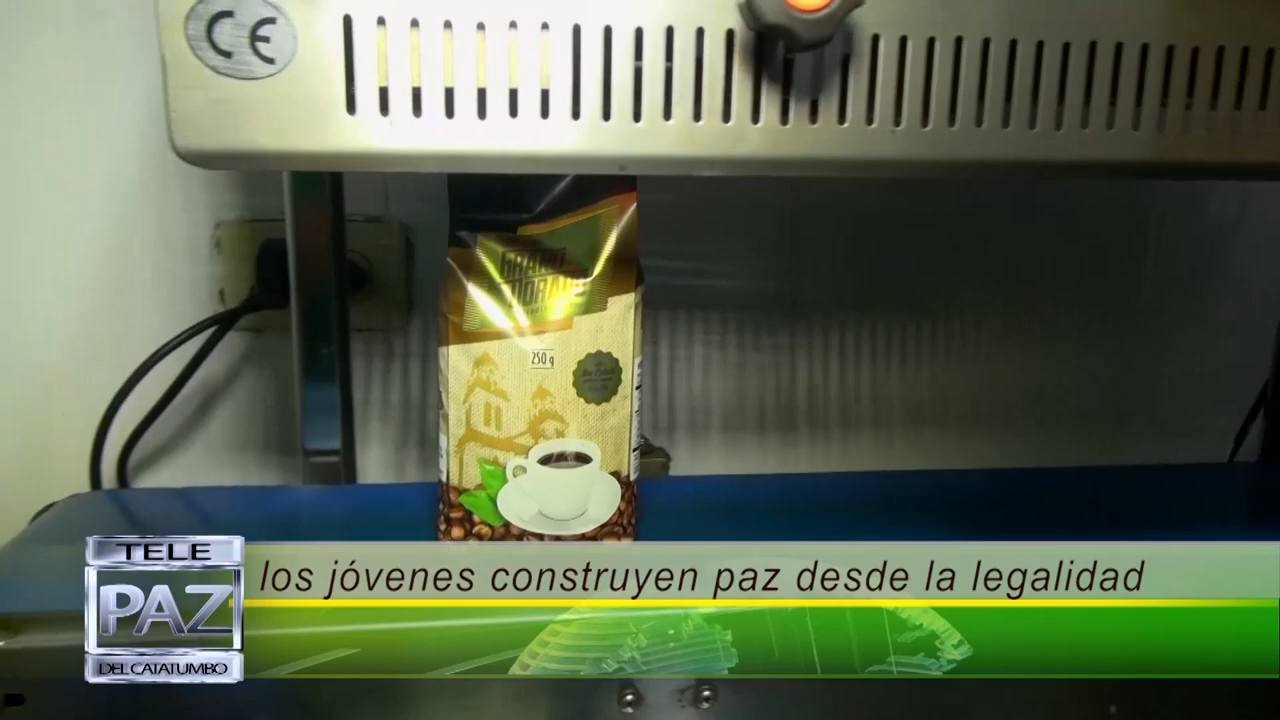 CE
250 g
TELE
PAZ
DEL CATATUMBO
los jóvenes construyen paz desde la legalidad